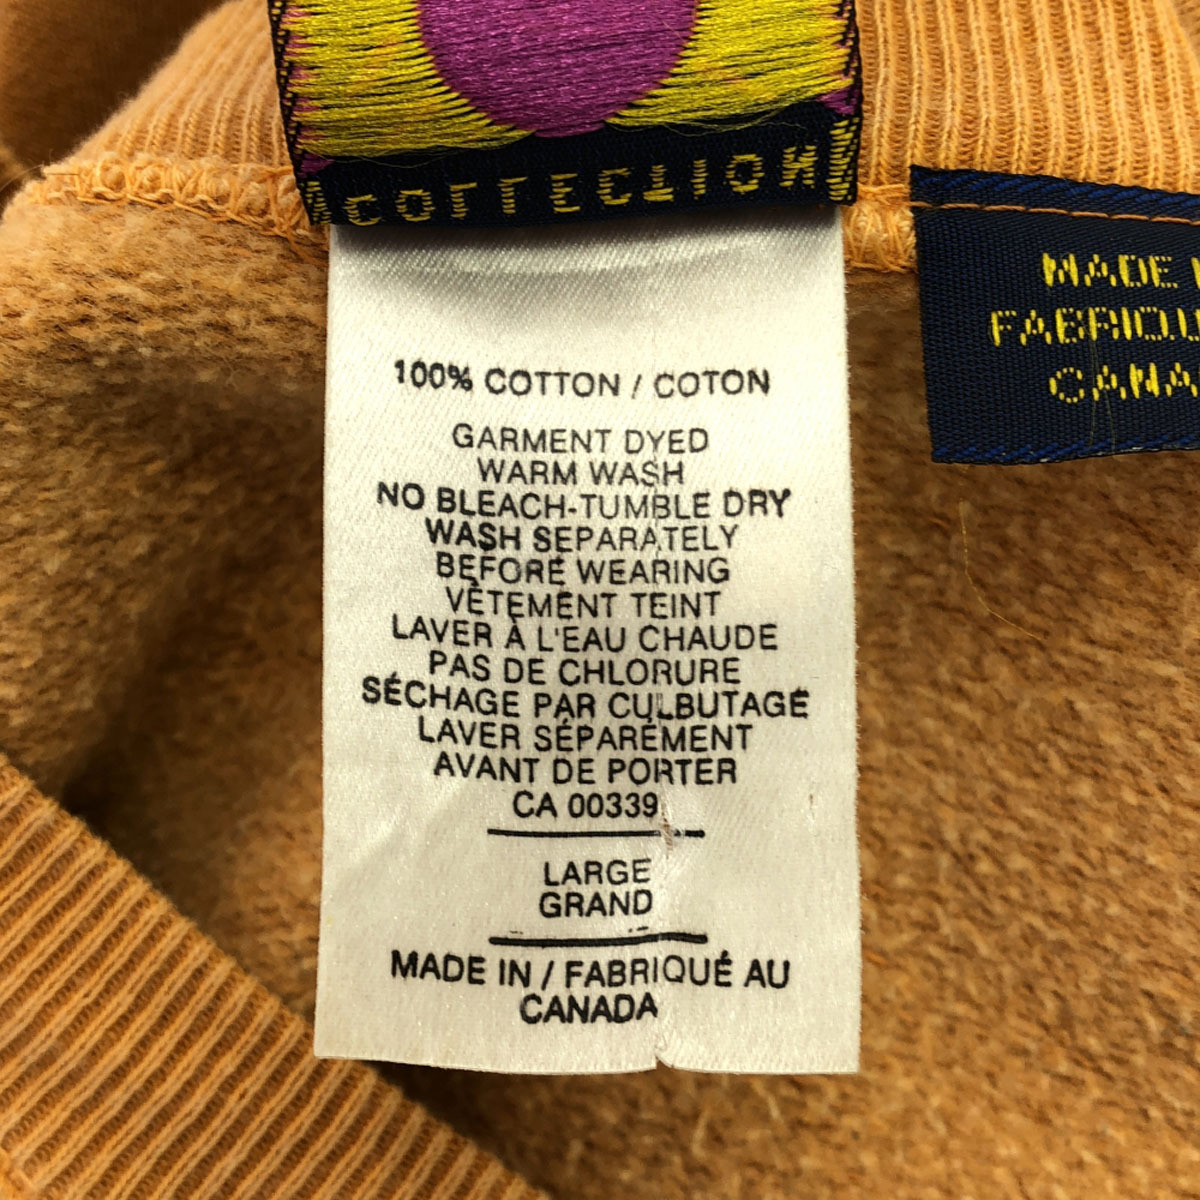 COLLECTION
MADE
100% COTTON / COTON
GARMENT DYED
WARM WASH
NO BLEACH-TUMBLE DRY
WASH SEPARATELY
BEFORE WEARING
VÊTEMENT TEINT
LAVER À L'EAU CHAUDE
PAS DE CHLORURE
SÉCHAGE PAR CULBUTAGE
LAVER SÉPARÉMENT
AVANT DE PORTER
CA 00339
LARGE
GRAND
MADE IN / FABRIQUÉ AU
CANADA